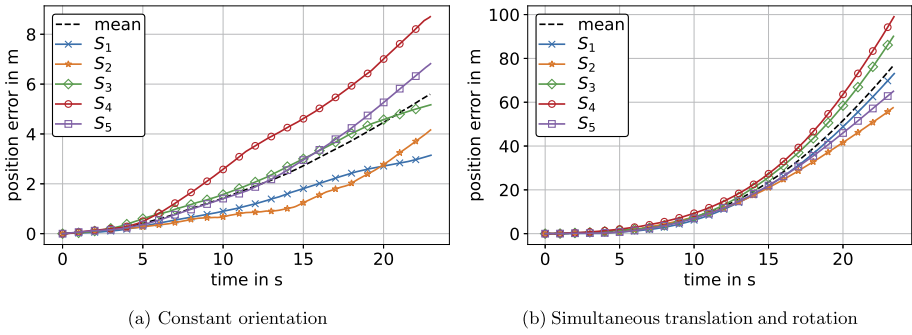 8
6
4
2
0
position error in m
mean
S1
S2
S3
S4
S5
0 5 10 15 20
time in s
(a) Constant orientation
100
80
60
40
20
0
position error in m
mean
S1
S2
S3
S4
S5
0 5 10 15 20
time in s
(b) Simultaneous translation and rotation